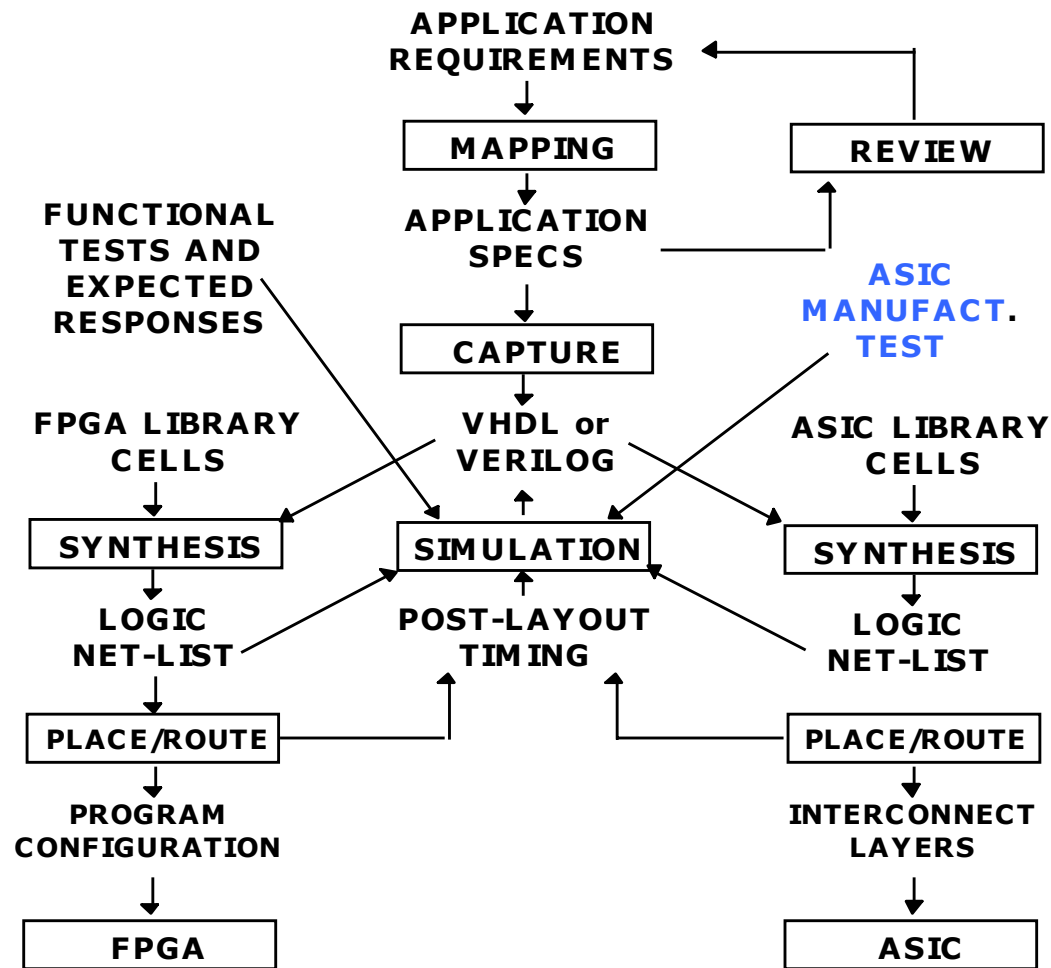 APPLICATION
REQUIREMENTS
MAPPING
REVIEW
FUNCTIONAL
TESTS AND
EXPECTED
RESPONSES
APPLICATION
SPECS
ASIC
MANUFACT.
TEST
CAPTURE
FPGA LIBRARY
CELLS
VHDL or
VERILOG
ASIC LIBRARY
CELLS
SYNTHESIS
SIMULATION
SYNTHESIS
LOGIC
NET-LIST
POST-LAYOUT
TIMING
LOGIC
NET-LIST
PLACE/ROUTE
PLACE/ROUTE
PROGRAM
CONFIGURATION
INTERCONNECT
LAYERS
FPGA
ASIC